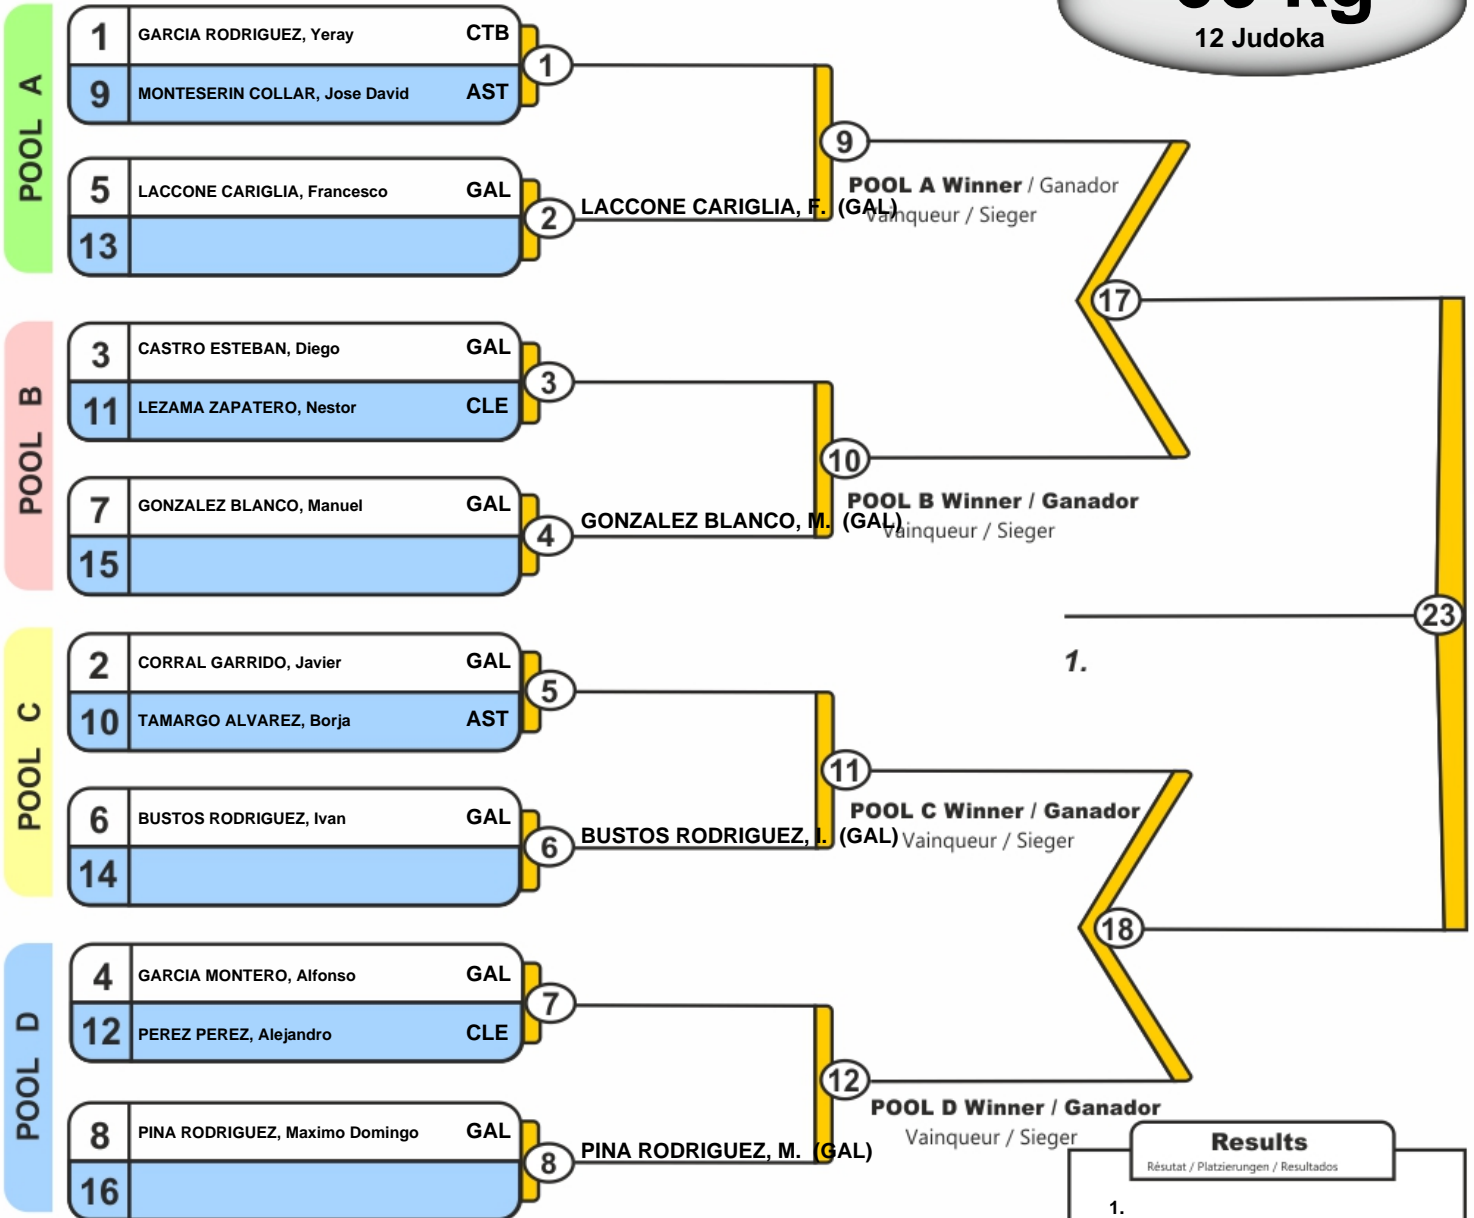 kg
12 Judoka
POOL A
1 GARCIA RODRIGUEZ, Yeray CTB
9 MONTESERIN COLLAR, Jose David AST
1
5 LACCONE CARIGLIA, Francesco GAL
13
2
LACCONE CARIGLIA, F. (GAL)
9
POOL A Winner / Ganador
Vainqueur / Sieger
POOL B
3 CASTRO ESTEBAN, Diego GAL
11 LEZAMA ZAPATERO, Nestor CLE
3
7 GONZALEZ BLANCO, Manuel GAL
15
4
GONZALEZ BLANCO, M. (GAL)
10
POOL B Winner / Ganador
Vainqueur / Sieger
17
POOL C
2 CORRAL GARRIDO, Javier GAL
10 TAMARGO ALVAREZ, Borja AST
5
6 BUSTOS RODRIGUEZ, Ivan GAL
14
6
BUSTOS RODRIGUEZ, I. (GAL)
11
POOL C Winner / Ganador
Vainqueur / Sieger
POOL D
4 GARCIA MONTERO, Alfonso GAL
12 PEREZ PEREZ, Alejandro CLE
7
8 PINA RODRIGUEZ, Maximo Domingo GAL
16
8
PINA RODRIGUEZ, M. (GAL)
12
POOL D Winner / Ganador
Vainqueur / Sieger
18
23
1.
Results
Résutat / Platzierungen / Resultados
1.